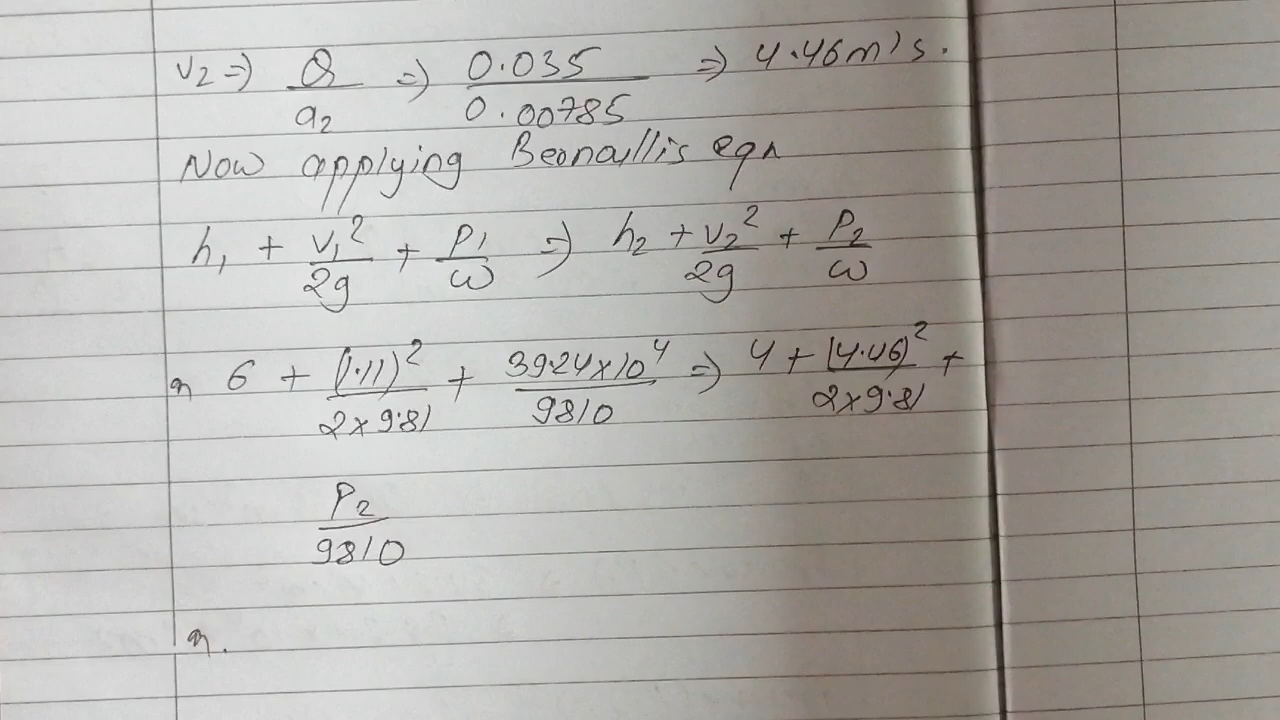 v₂ => Q/a₂ => 0.035/0.00785 => 4.46 m/s.
Now applying Beonaullis eqn
h₁ + v₁²/2g + P₁/ω => h₂ + v₂²/2g + P₂/ω
n 6 + (1.11)²/2×9.81 + 39.24×10⁴/9810 => 4 + (4.46)²/2×9.81 +
P₂/9810
n.